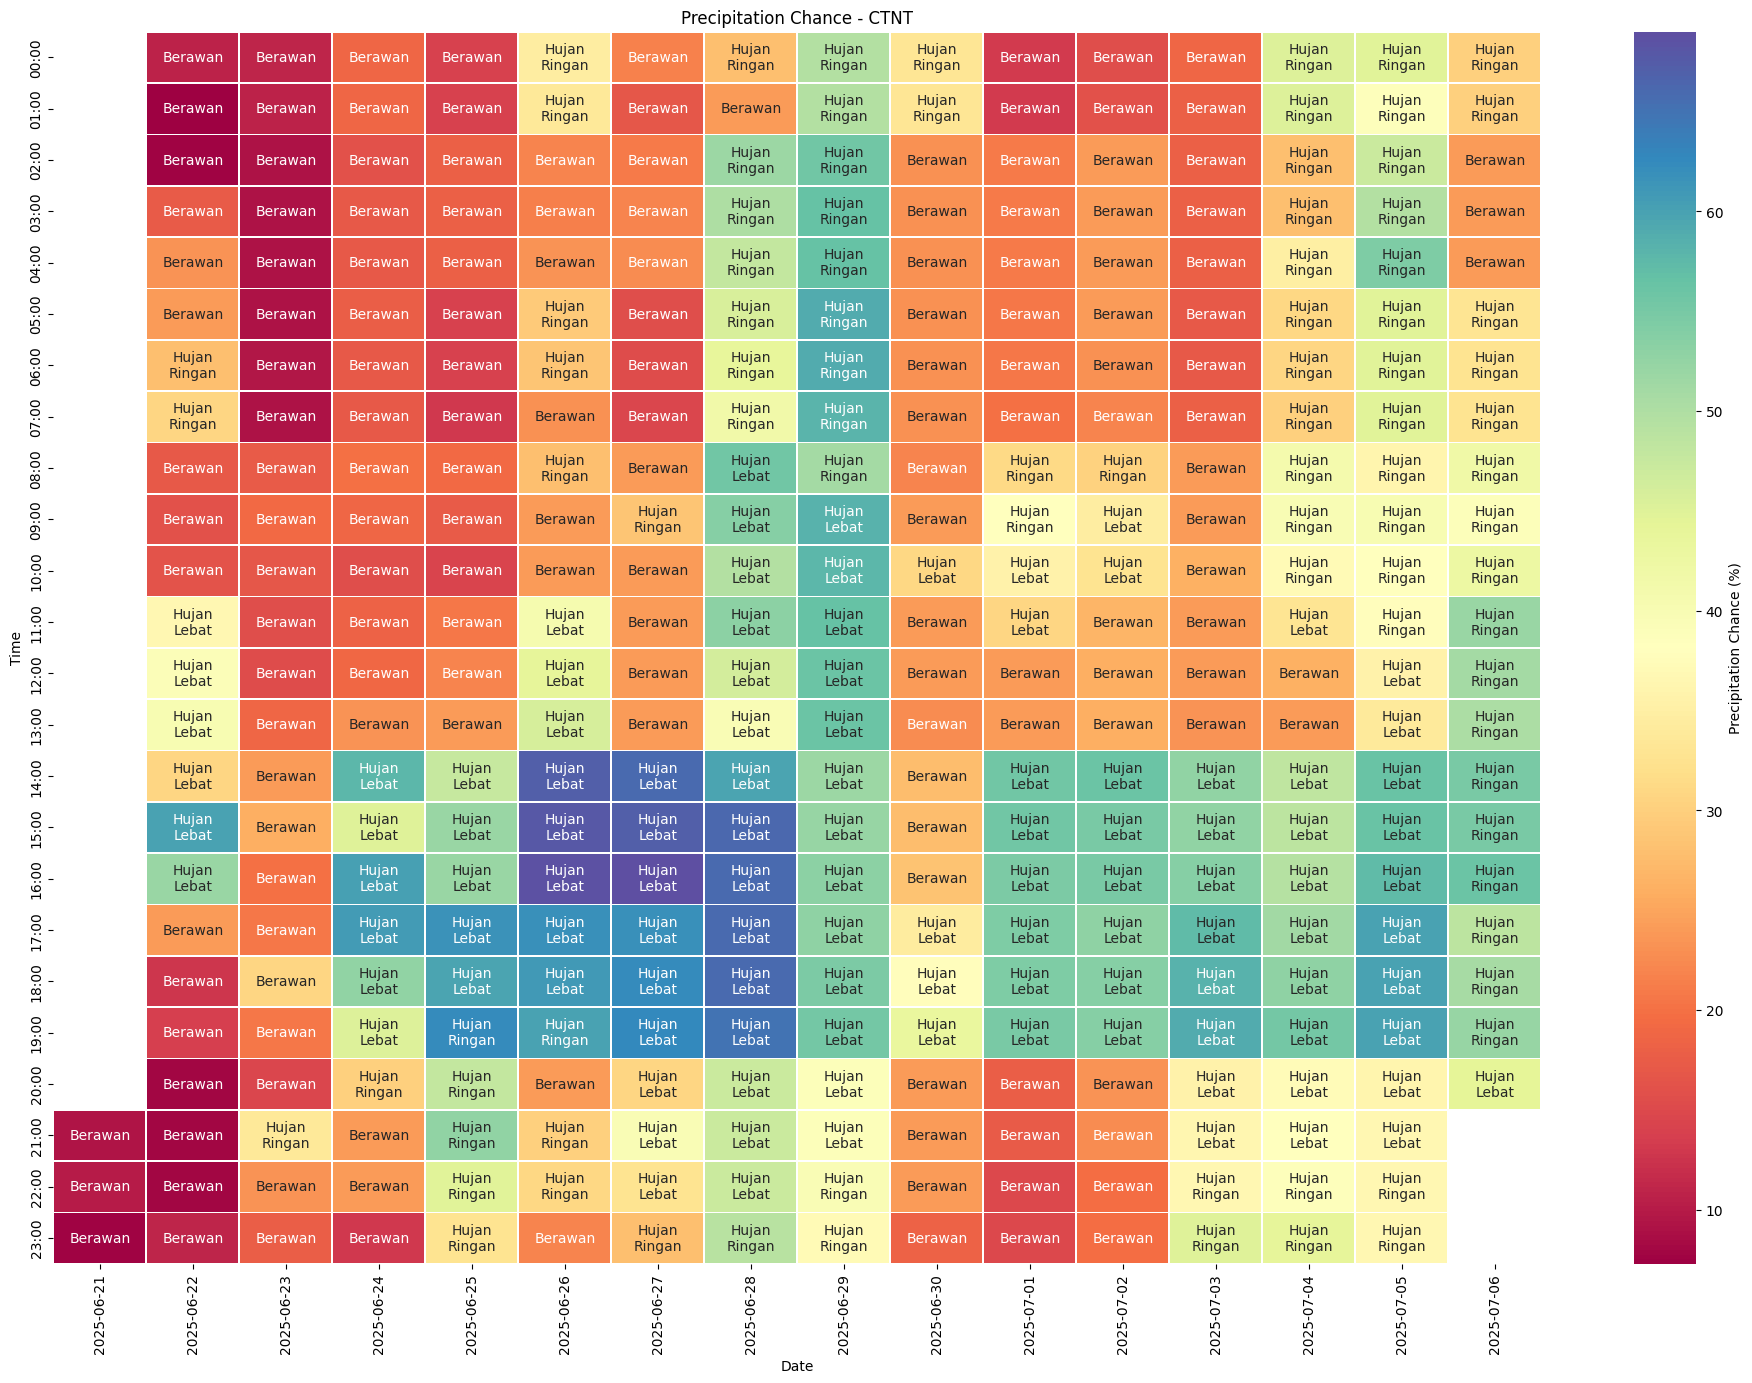 Precipitation Chance - CTNT
00:00 Berawan Berawan Berawan Berawan Hujan Ringan Berawan Hujan Ringan Hujan Ringan Hujan Ringan Berawan Berawan Berawan Hujan Ringan Hujan Ringan Hujan Ringan
01:00 Berawan Berawan Berawan Berawan Hujan Ringan Berawan Berawan Hujan Ringan Hujan Ringan Berawan Berawan Berawan Hujan Ringan Hujan Ringan Hujan Ringan
02:00 Berawan Berawan Berawan Berawan Berawan Berawan Hujan Ringan Hujan Ringan Berawan Berawan Berawan Berawan Hujan Ringan Hujan Ringan Berawan
03:00 Berawan Berawan Berawan Berawan Berawan Berawan Hujan Ringan Hujan Ringan Berawan Berawan Berawan Berawan Hujan Ringan Hujan Ringan Berawan
04:00 Berawan Berawan Berawan Berawan Berawan Berawan Hujan Ringan Hujan Ringan Berawan Berawan Berawan Berawan Hujan Ringan Hujan Ringan Berawan
05:00 Berawan Berawan Berawan Berawan Hujan Ringan Berawan Hujan Ringan Hujan Ringan Berawan Berawan Berawan Berawan Hujan Ringan Hujan Ringan Hujan Ringan
06:00 Hujan Ringan Berawan Berawan Berawan Hujan Ringan Berawan Hujan Ringan Hujan Ringan Berawan Berawan Berawan Berawan Hujan Ringan Hujan Ringan Hujan Ringan
07:00 Hujan Ringan Berawan Berawan Berawan Berawan Berawan Hujan Ringan Hujan Ringan Berawan Berawan Berawan Berawan Hujan Ringan Hujan Ringan Hujan Ringan
08:00 Berawan Berawan Berawan Berawan Hujan Ringan Berawan Hujan Lebat Hujan Ringan Berawan Hujan Ringan Hujan Ringan Berawan Hujan Ringan Hujan Ringan Hujan Ringan
09:00 Berawan Berawan Berawan Berawan Berawan Hujan Ringan Hujan Lebat Hujan Lebat Berawan Hujan Ringan Hujan Lebat Berawan Hujan Ringan Hujan Ringan Hujan Ringan
10:00 Berawan Berawan Berawan Berawan Berawan Berawan Hujan Lebat Hujan Lebat Hujan Lebat Hujan Lebat Hujan Lebat Berawan Hujan Ringan Hujan Ringan Hujan Ringan
11:00 Hujan Lebat Berawan Berawan Berawan Hujan Lebat Berawan Hujan Lebat Hujan Lebat Berawan Hujan Lebat Berawan Berawan Hujan Lebat Hujan Ringan Hujan Ringan
12:00 Hujan Lebat Berawan Berawan Berawan Hujan Lebat Berawan Hujan Lebat Hujan Lebat Berawan Berawan Berawan Berawan Berawan Hujan Lebat Hujan Ringan
13:00 Hujan Lebat Berawan Berawan Berawan Hujan Lebat Berawan Hujan Lebat Hujan Lebat Berawan Berawan Berawan Berawan Berawan Hujan Lebat Hujan Ringan
14:00 Hujan Lebat Berawan Hujan Lebat Hujan Lebat Hujan Lebat Hujan Lebat Hujan Lebat Hujan Lebat Berawan Hujan Lebat Hujan Lebat Hujan Lebat Hujan Lebat Hujan Lebat Hujan Ringan
15:00 Hujan Lebat Berawan Hujan Lebat Hujan Lebat Hujan Lebat Hujan Lebat Hujan Lebat Hujan Lebat Berawan Hujan Lebat Hujan Lebat Hujan Lebat Hujan Lebat Hujan Lebat Hujan Ringan
16:00 Hujan Lebat Berawan Hujan Lebat Hujan Lebat Hujan Lebat Hujan Lebat Hujan Lebat Hujan Lebat Berawan Hujan Lebat Hujan Lebat Hujan Lebat Hujan Lebat Hujan Lebat Hujan Ringan
17:00 Berawan Berawan Hujan Lebat Hujan Lebat Hujan Lebat Hujan Lebat Hujan Lebat Hujan Lebat Hujan Lebat Hujan Lebat Hujan Lebat Hujan Lebat Hujan Lebat Hujan Lebat Hujan Ringan
18:00 Berawan Berawan Hujan Lebat Hujan Lebat Hujan Lebat Hujan Lebat Hujan Lebat Hujan Lebat Hujan Lebat Hujan Lebat Hujan Lebat Hujan Lebat Hujan Lebat Hujan Lebat Hujan Ringan
19:00 Berawan Berawan Hujan Lebat Hujan Ringan Hujan Ringan Hujan Lebat Hujan Lebat Hujan Lebat Hujan Lebat Hujan Lebat Hujan Lebat Hujan Lebat Hujan Lebat Hujan Lebat Hujan Ringan
20:00 Berawan Berawan Hujan Ringan Hujan Ringan Berawan Hujan Lebat Hujan Lebat Hujan Lebat Berawan Berawan Berawan Hujan Lebat Hujan Lebat Hujan Lebat Hujan Lebat
21:00 Berawan Berawan Hujan Ringan Berawan Hujan Ringan Hujan Ringan Hujan Lebat Hujan Lebat Hujan Lebat Berawan Berawan Berawan Hujan Lebat Hujan Lebat Hujan Lebat
22:00 Berawan Berawan Berawan Berawan Hujan Ringan Hujan Ringan Hujan Lebat Hujan Lebat Hujan Ringan Berawan Berawan Berawan Hujan Ringan Hujan Ringan Hujan Ringan
23:00 Berawan Berawan Berawan Berawan Hujan Ringan Berawan Hujan Ringan Hujan Ringan Hujan Ringan Berawan Berawan Berawan Hujan Ringan Hujan Ringan Hujan Ringan
Time
2025-06-21 2025-06-22 2025-06-23 2025-06-24 2025-06-25 2025-06-26 2025-06-27 2025-06-28 2025-06-29 2025-06-30 2025-07-01 2025-07-02 2025-07-03 2025-07-04 2025-07-05 2025-07-06
Date
60
50
40
30
20
10
Precipitation Chance (%)